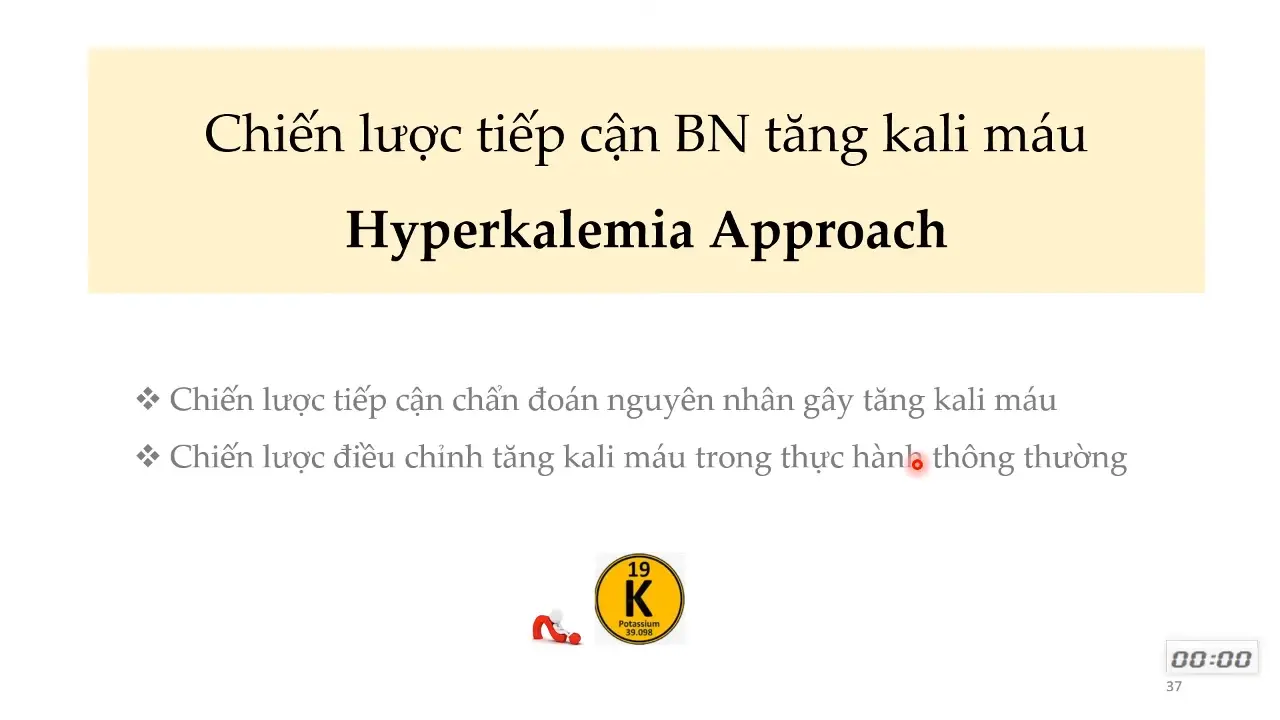 Chiến lược tiếp cận BN tăng kali máu
Hyperkalemia Approach
❖ Chiến lược tiếp cận chẩn đoán nguyên nhân gây tăng kali máu
❖ Chiến lược điều chỉnh tăng kali máu trong thực hành thông thường
19
K
Potassium
39.098
00:00
37